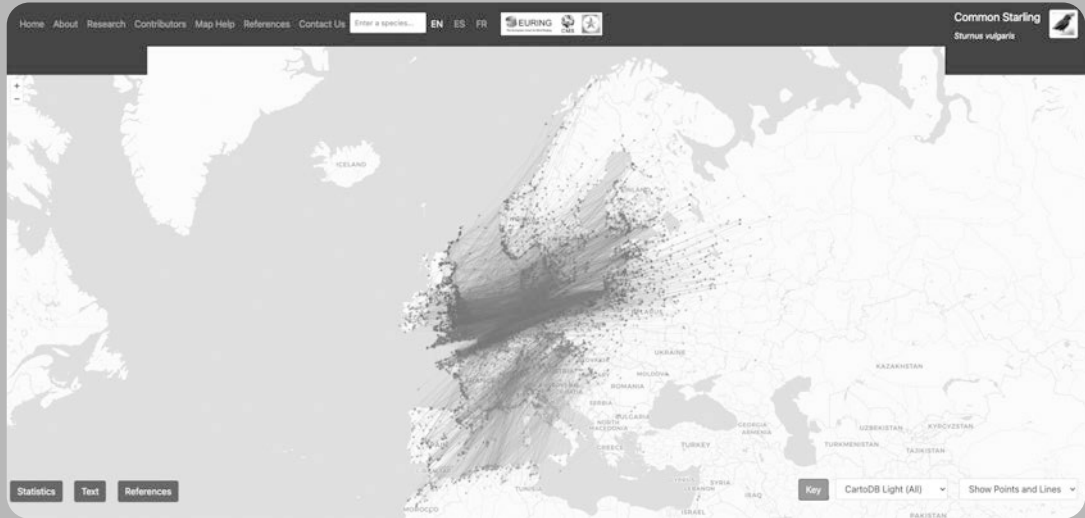 Home About Research Contributors Map Help References Contact Us Enter a species... EN ES FR EURING CMS
Common Starling
Sturnus vulgaris
+
−
ICELAND
UKRAINE
KAZAKHSTAN
MOLDOVA
ROMANIA
SERBIA
BULGARIA
NORTH
MACEDONIA
GEORGIA
ARMENIA
UZBEKISTAN
KYRGYZSTAN
GREECE
TURKEY
TURKMENISTAN
TAJIKISTAN
SYRIA
LEBANON
IRAQ
IRAN
TUNISIA
ISRAEL
MOROCCO
PAKISTAN
Statistics Text References
Key CartoDB Light (All) Show Points and Lines